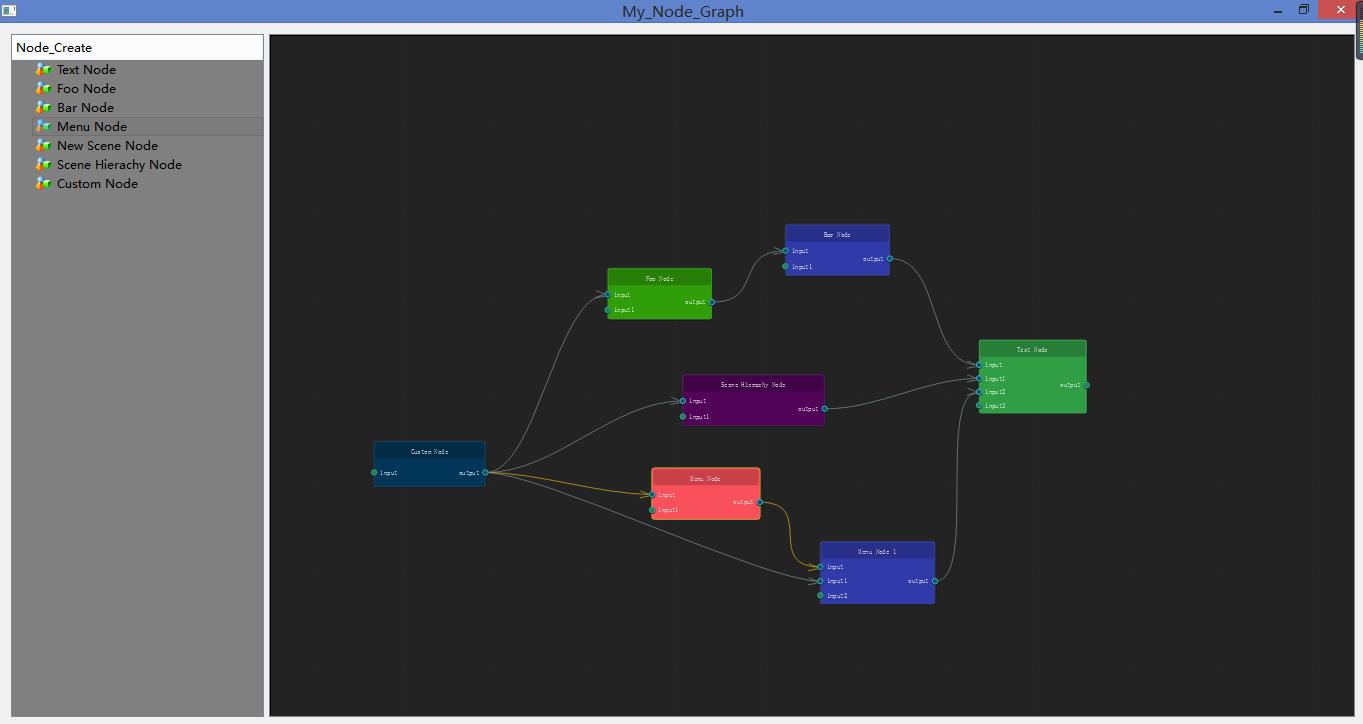 My_Node_Graph
Node_Create
Text Node
Foo Node
Bar Node
Menu Node
New Scene Node
Scene Hierachy Node
Custom Node
Bar Node
input
input1
output
Foo Node
input
input1
output
Text Node
input
input1
input2
input3
output
Scene Hierachy Node
input
input1
output
Custom Node
input
output
Menu Node
input
input1
output
Menu Node 1
input
input1
input2
output